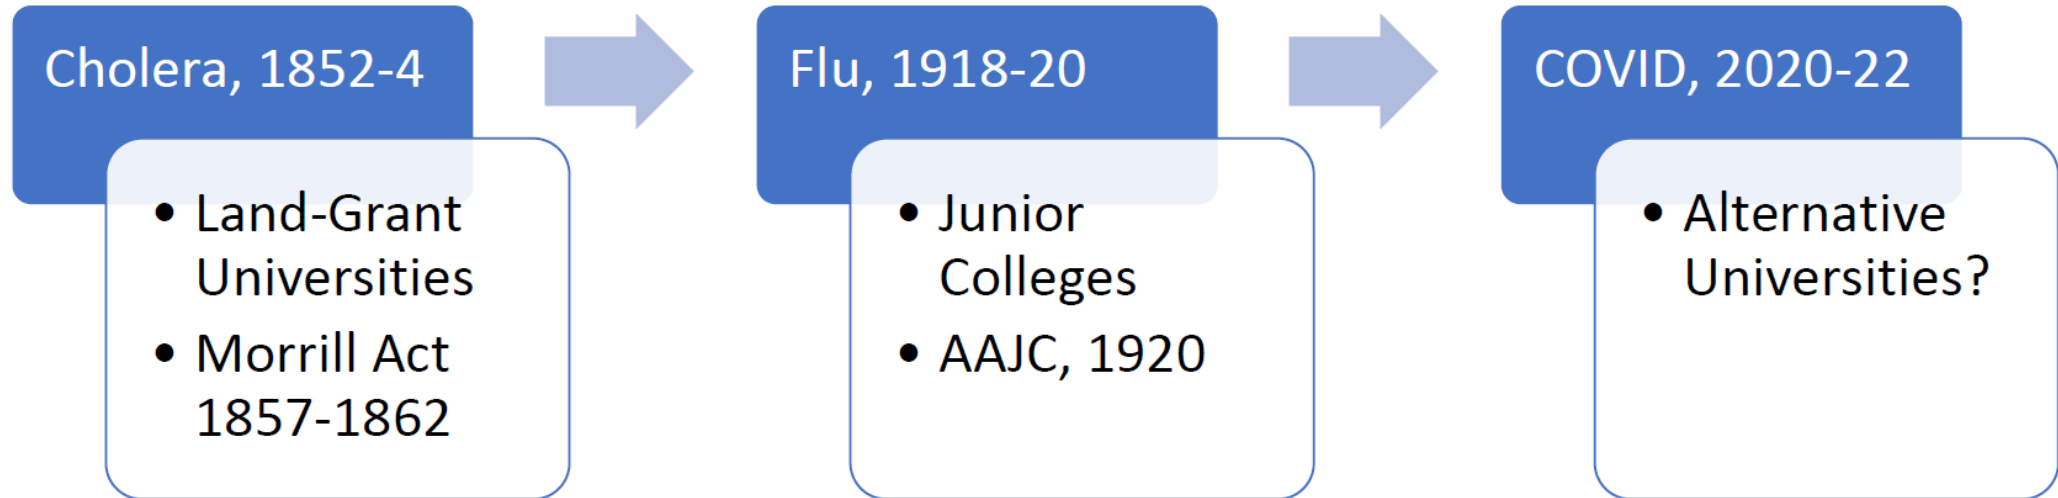 Cholera, 1852-4
• Land-Grant
Universities
• Morrill Act
1857-1862
Flu, 1918-20
• Junior
Colleges
• AAJC, 1920
COVID, 2020-22
• Alternative
Universities?